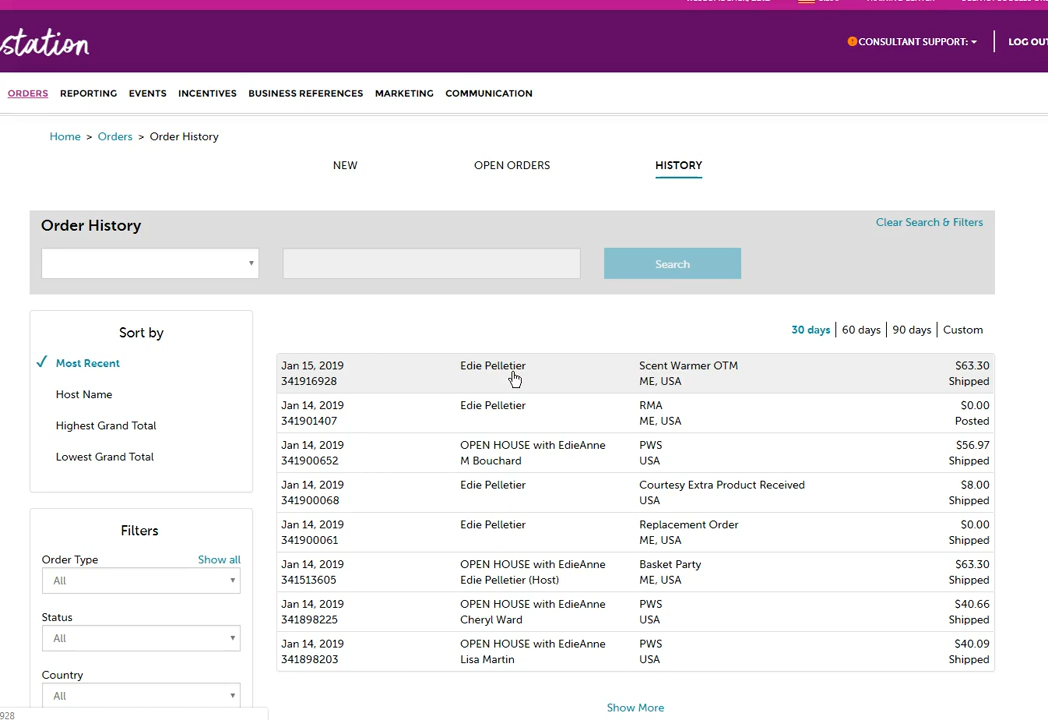 station
CONSULTANT SUPPORT:
LOG OUT
ORDERS REPORTING EVENTS INCENTIVES BUSINESS REFERENCES MARKETING COMMUNICATION
Home > Orders > Order History
NEW OPEN ORDERS HISTORY
Order History
Clear Search & Filters
Search
Sort by
Most Recent
Host Name
Highest Grand Total
Lowest Grand Total
30 days 60 days 90 days Custom
Jan 15, 2019 Edie Pelletier Scent Warmer OTM $63.30
341916928 ME, USA Shipped
Jan 14, 2019 Edie Pelletier RMA $0.00
341901407 ME, USA Posted
Jan 14, 2019 OPEN HOUSE with EdieAnne PWS $56.97
341900652 M Bouchard USA Shipped
Jan 14, 2019 Edie Pelletier Courtesy Extra Product Received $8.00
341900068 USA Shipped
Jan 14, 2019 Edie Pelletier Replacement Order $0.00
341900061 ME, USA Shipped
Jan 14, 2019 OPEN HOUSE with EdieAnne Basket Party $63.30
341513605 Edie Pelletier (Host) ME, USA Shipped
Jan 14, 2019 OPEN HOUSE with EdieAnne PWS $40.66
341898225 Cheryl Ward USA Shipped
Jan 14, 2019 OPEN HOUSE with EdieAnne PWS $40.09
341898203 Lisa Martin USA Shipped
Show More
Filters
Order Type Show all
All
Status
All
Country
All
928